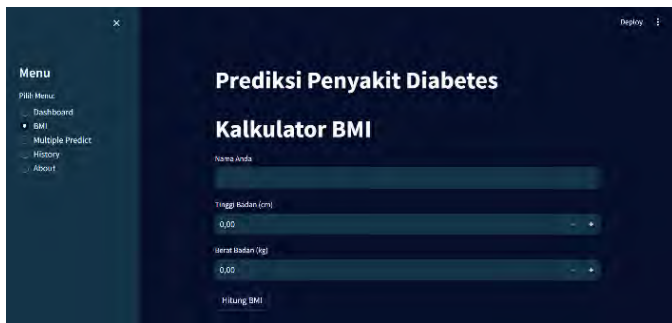 ×
Deploy
Menu
Pilih Menu:
Dashboard
BMI
Multiple Predict
History
About
Prediksi Penyakit Diabetes
Kalkulator BMI
Nama Anda
Tinggi Badan (cm)
0,00 − +
Berat Badan (kg)
0,00 − +
Hitung BMI